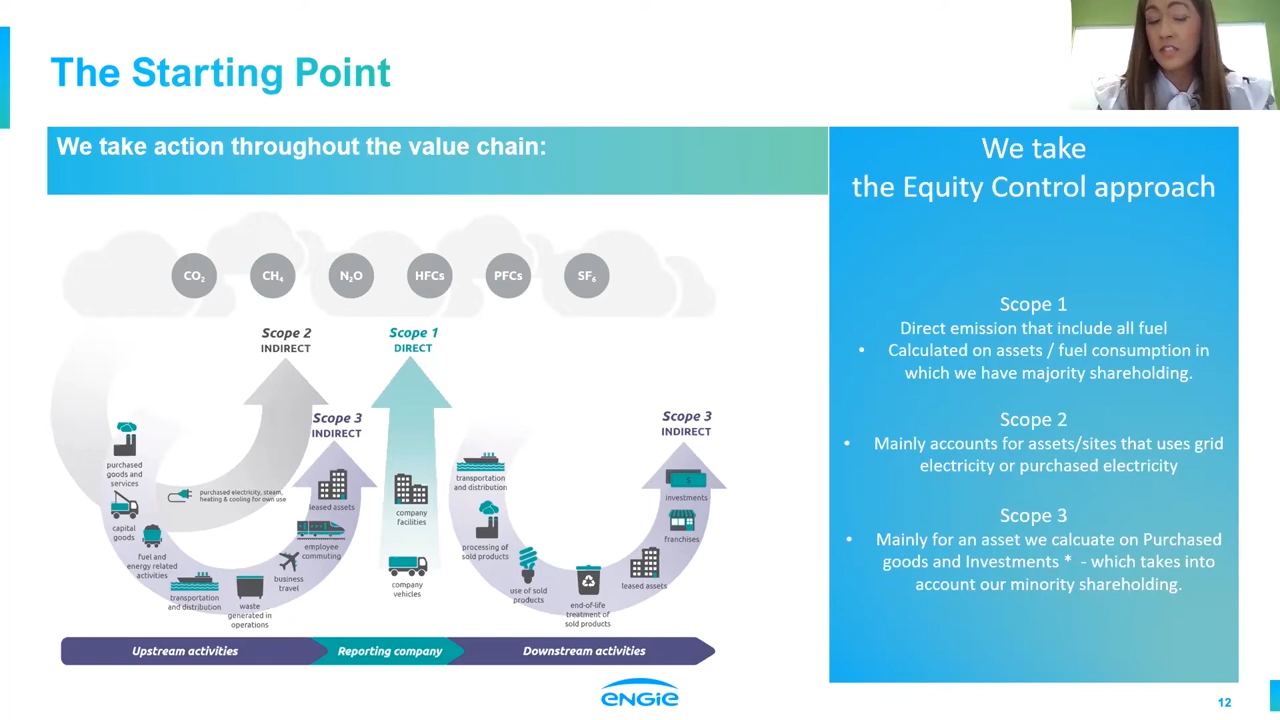 The Starting Point
We take action throughout the value chain:
We take
the Equity Control approach
CO2
CH4
N2O
HFCs
PFCs
SF6
Scope 2
INDIRECT
Scope 1
DIRECT
Scope 3
INDIRECT
Scope 3
INDIRECT
purchased
goods and
services
capital
goods
fuel and
energy related
activities
transportation
and distribution
waste
generated in
operations
business
travel
employee
commuting
leased assets
purchased electricity, steam,
heating & cooling for own use
company
facilities
company
vehicles
transportation
and distribution
processing of
sold products
use of sold
products
end-of-life
treatment of
sold products
leased assets
franchises
investments
Upstream activities
Reporting company
Downstream activities
Scope 1
Direct emission that include all fuel
• Calculated on assets / fuel consumption in
which we have majority shareholding.
Scope 2
• Mainly accounts for assets/sites that uses grid
electricity or purchased electricity
Scope 3
• Mainly for an asset we calcuate on Purchased
goods and Investments * - which takes into
account our minority shareholding.
ENGIE
12